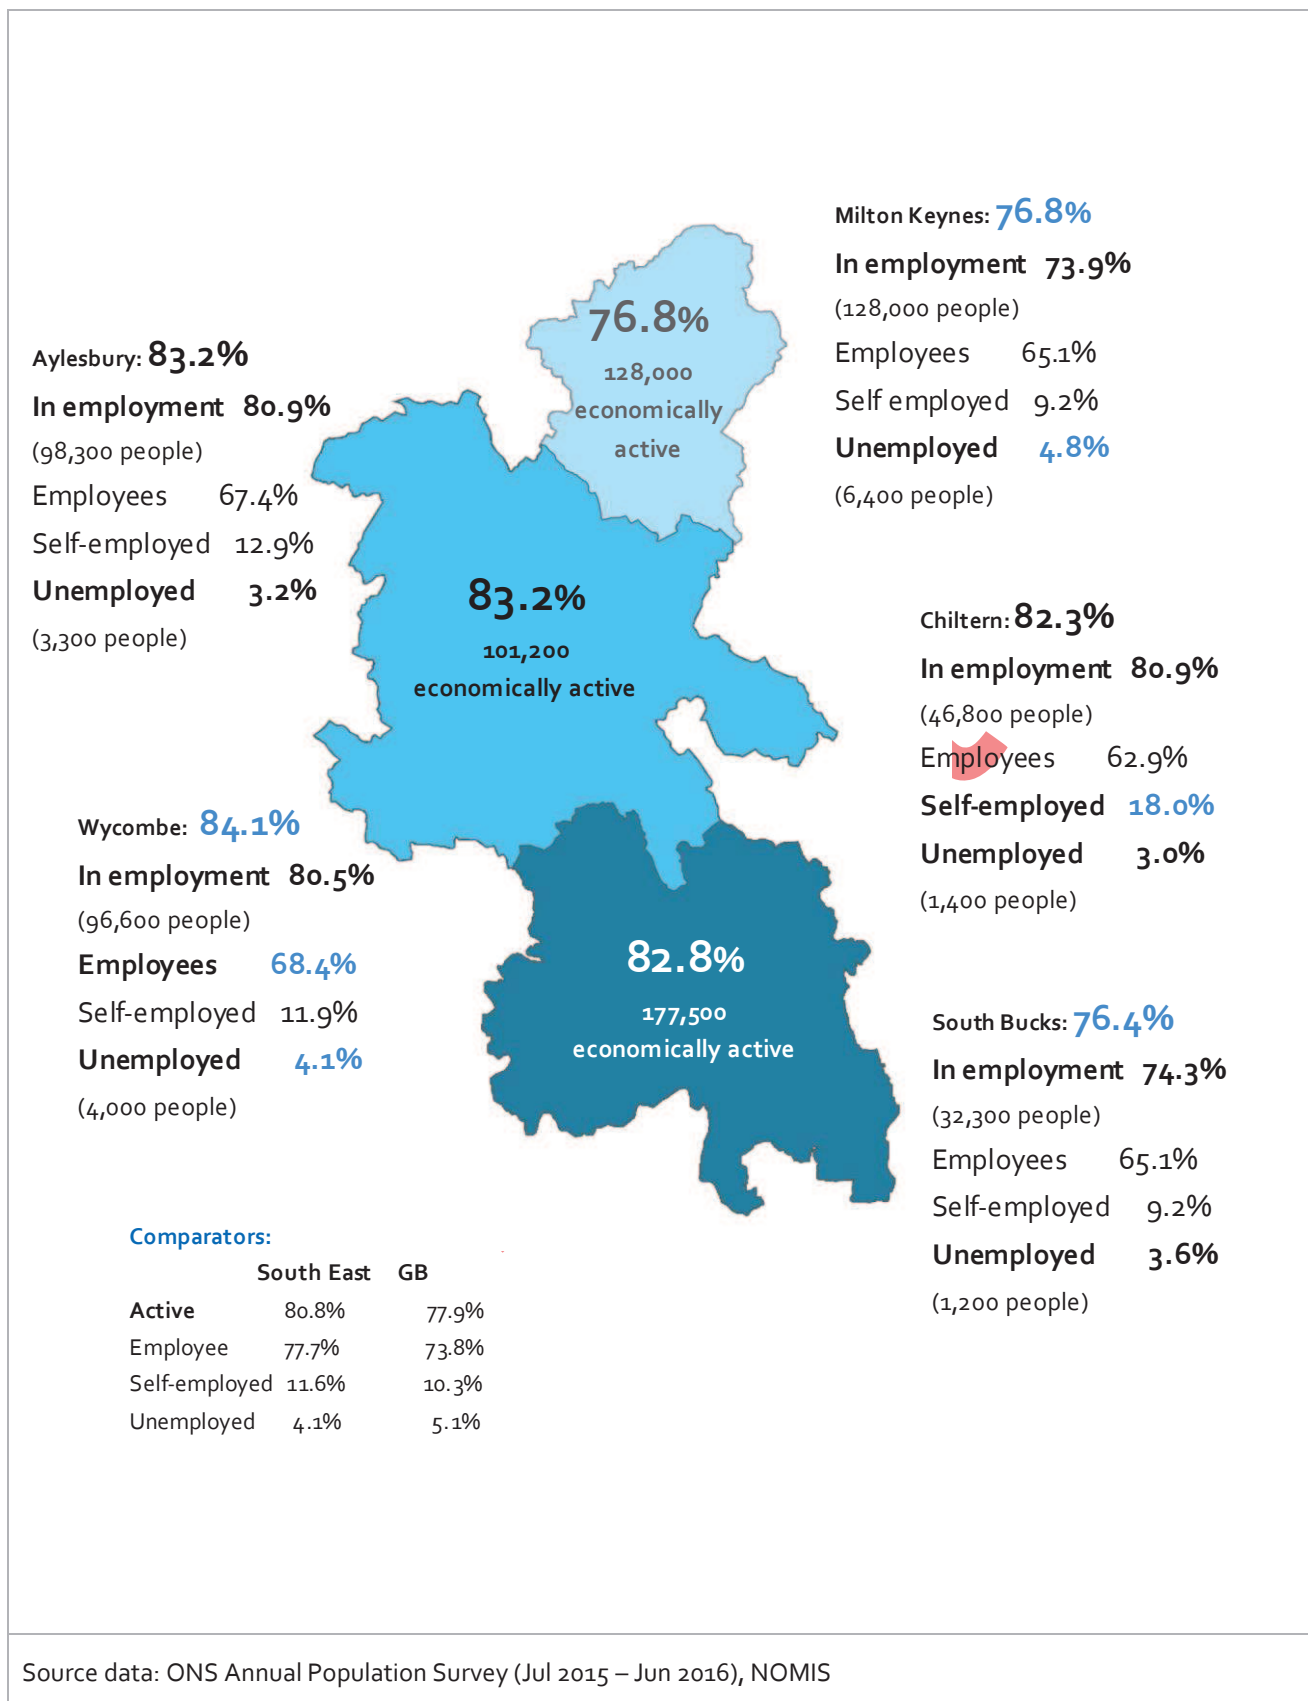 Milton Keynes: 76.8%
In employment 73.9%
(128,000 people)
Employees 65.1%
Self employed 9.2%
Unemployed 4.8%
(6,400 people)
76.8%
128,000
economically
active
Aylesbury: 83.2%
In employment 80.9%
(98,300 people)
Employees 67.4%
Self-employed 12.9%
Unemployed 3.2%
(3,300 people)
83.2%
101,200
economically active
Chiltern: 82.3%
In employment 80.9%
(46,800 people)
Employees 62.9%
Self-employed 18.0%
Unemployed 3.0%
(1,400 people)
Wycombe: 84.1%
In employment 80.5%
(96,600 people)
Employees 68.4%
Self-employed 11.9%
Unemployed 4.1%
(4,000 people)
82.8%
177,500
economically active
South Bucks: 76.4%
In employment 74.3%
(32,300 people)
Employees 65.1%
Self-employed 9.2%
Unemployed 3.6%
(1,200 people)
Comparators:
South East GB
Active 80.8% 77.9%
Employee 77.7% 73.8%
Self-employed 11.6% 10.3%
Unemployed 4.1% 5.1%
Source data: ONS Annual Population Survey (Jul 2015 – Jun 2016), NOMIS